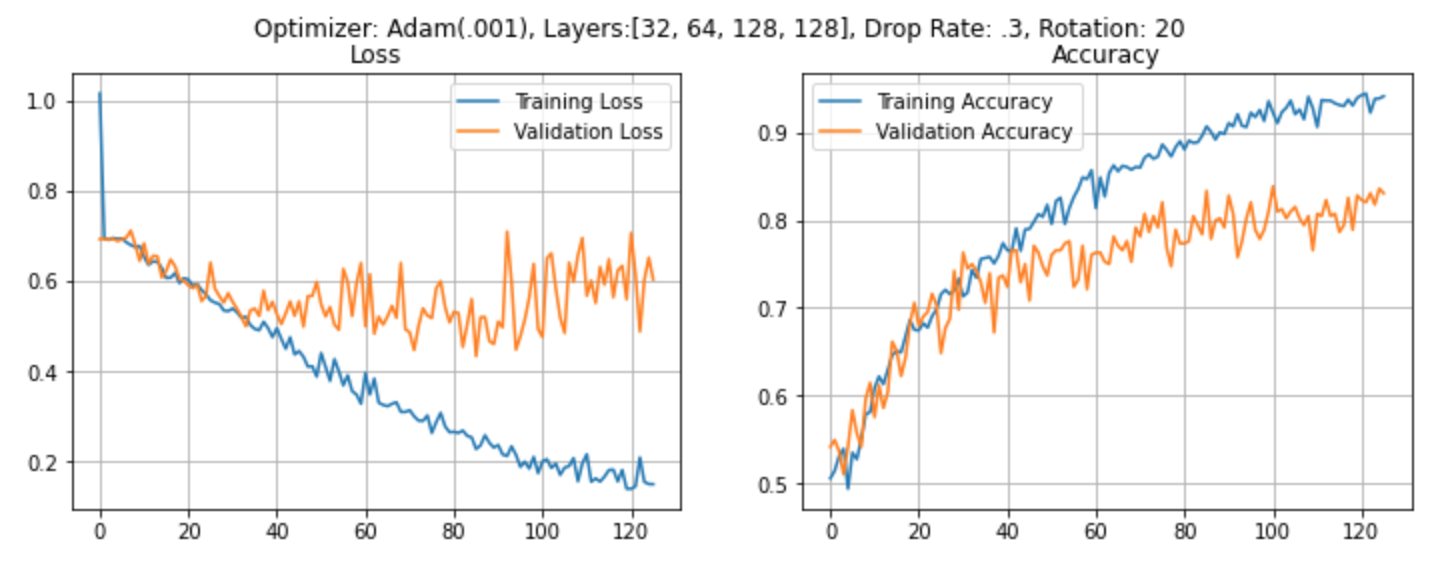 Optimizer: Adam(.001), Layers:[32, 64, 128, 128], Drop Rate: .3, Rotation: 20
Loss
Training Loss
Validation Loss
1.0
0.8
0.6
0.4
0.2
0 20 40 60 80 100 120
Accuracy
Training Accuracy
Validation Accuracy
0.9
0.8
0.7
0.6
0.5
0 20 40 60 80 100 120